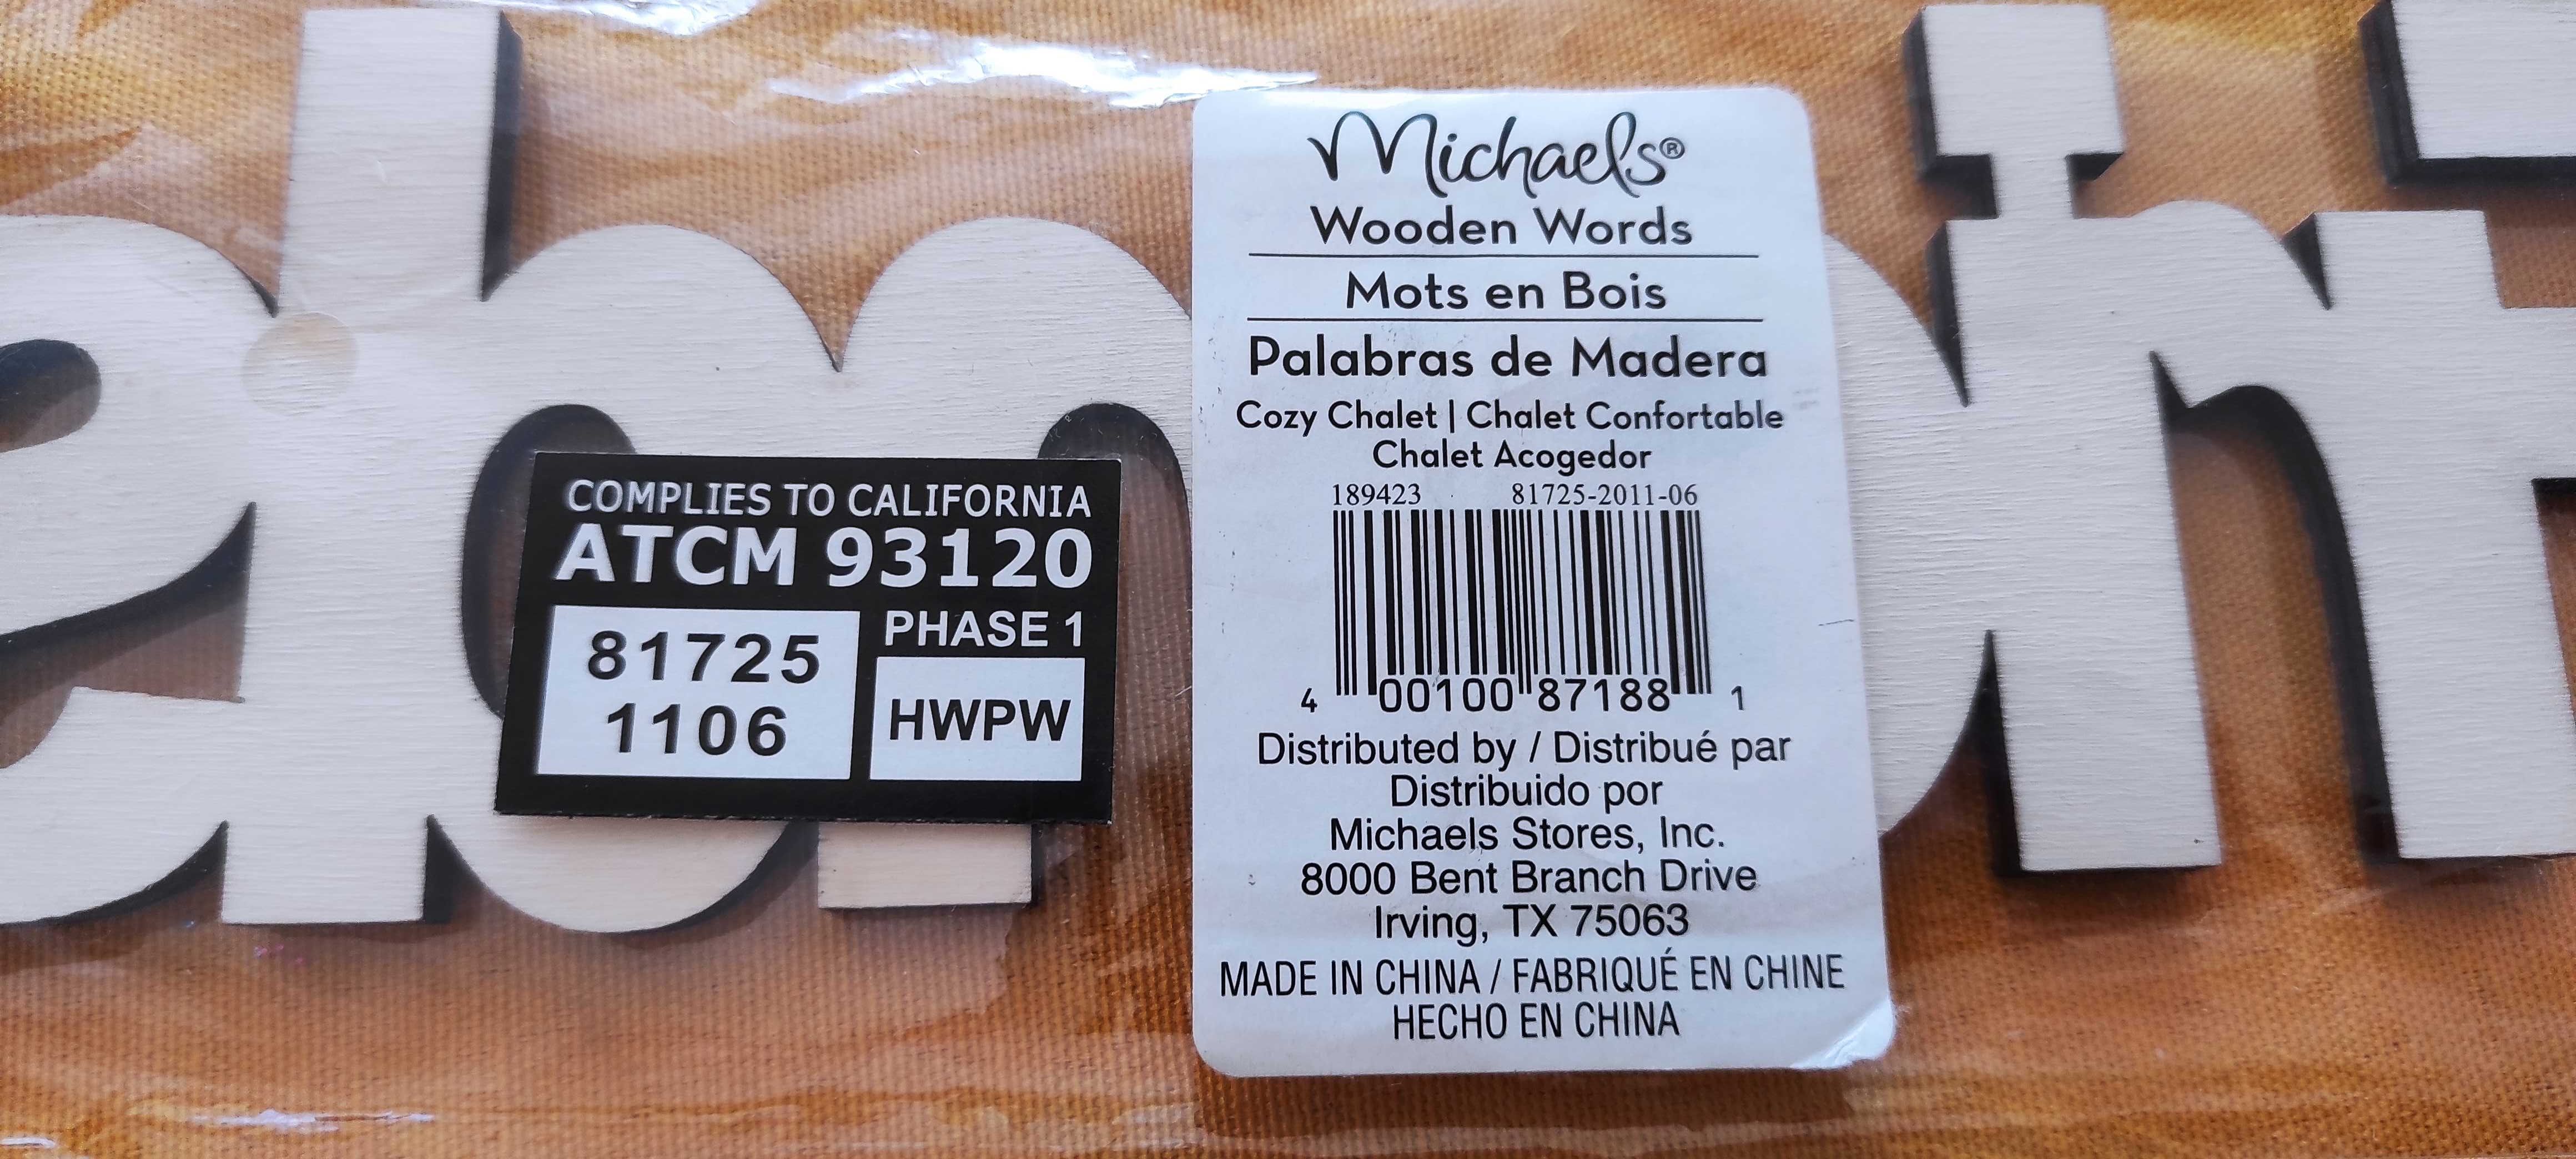 COMPLIES TO CALIFORNIA
ATCM 93120
81725
1106
PHASE 1
HWPW
Michaels®
Wooden Words
Mots en Bois
Palabras de Madera
Cozy Chalet | Chalet Confortable
Chalet Acogedor
189423 81725-2011-06
4 00100 87188 1
Distributed by / Distribué par
Distribuido por
Michaels Stores, Inc.
8000 Bent Branch Drive
Irving, TX 75063
MADE IN CHINA / FABRIQUÉ EN CHINE
HECHO EN CHINA